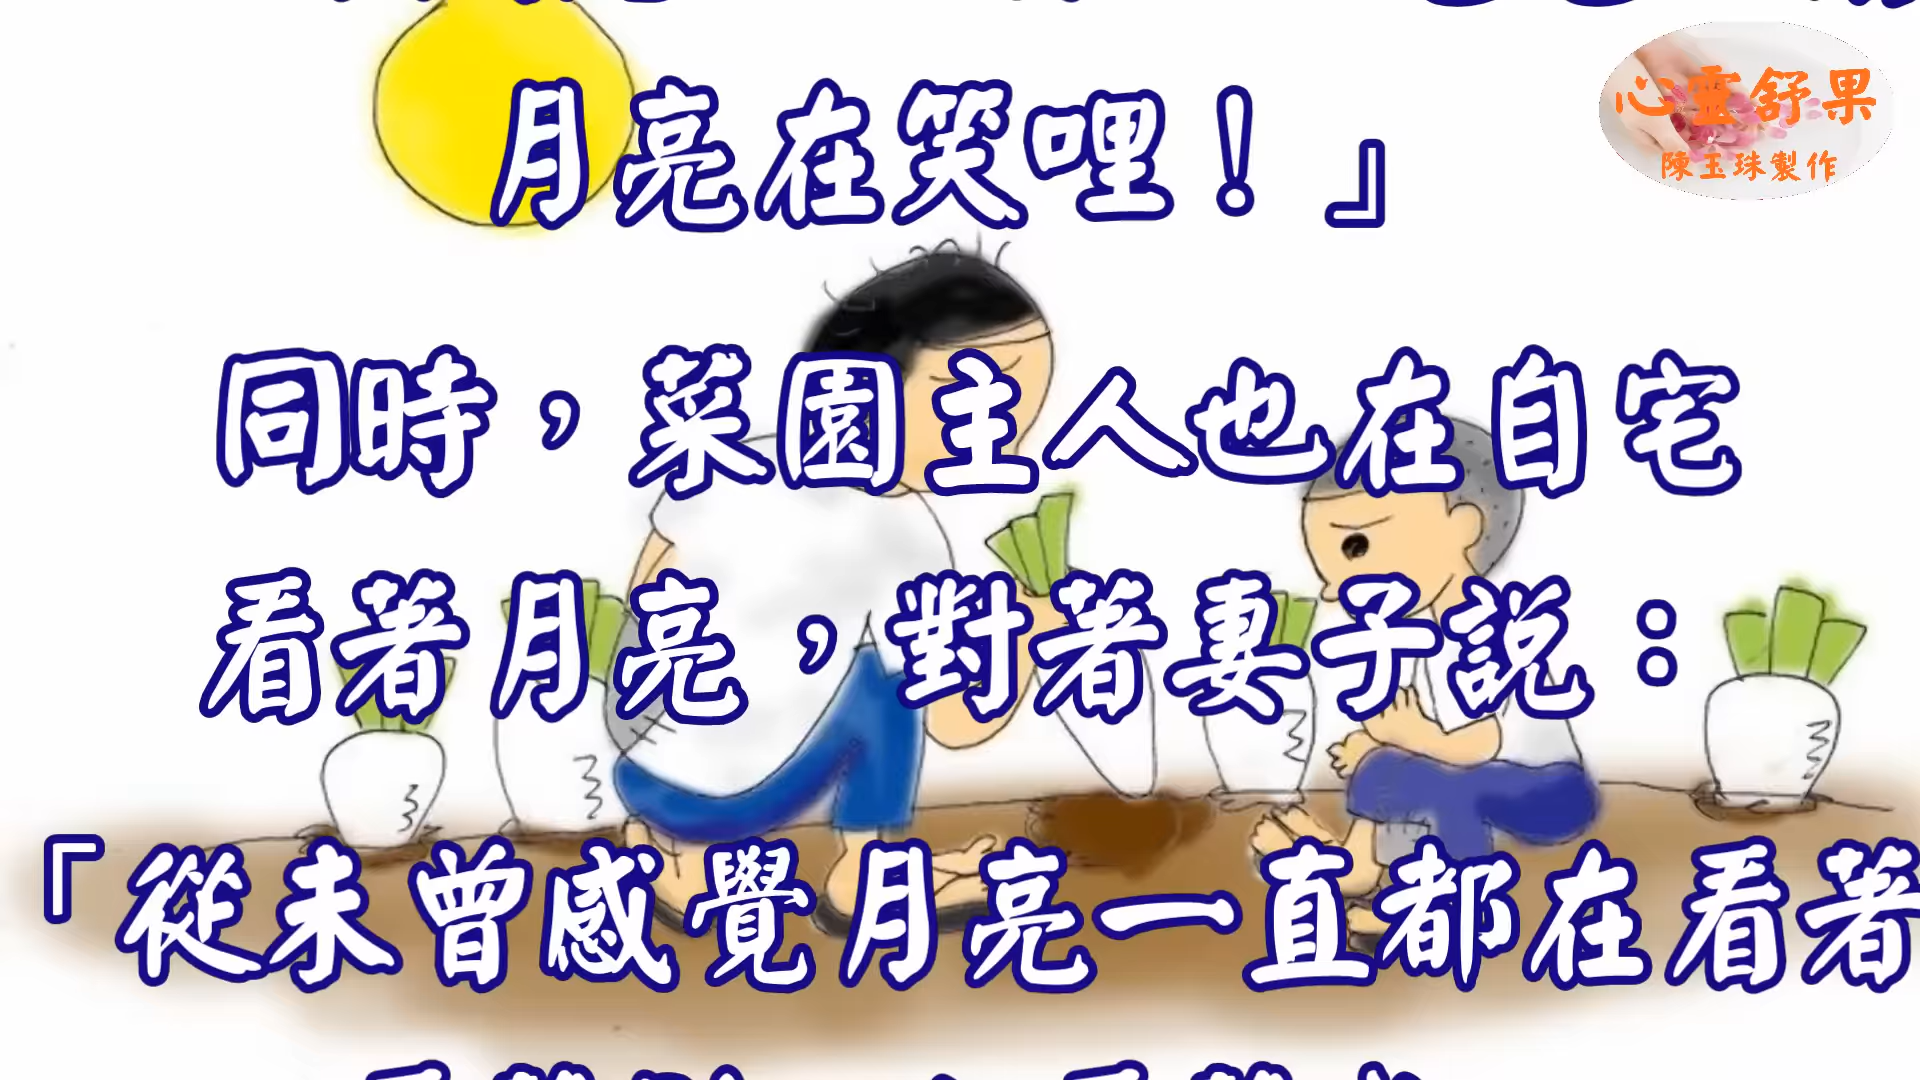 月亮在笑哩！」
心靈舒果
陳玉珠製作
同時，菜園主人也在自宅
看著月亮，對著妻子說：
「從未曾感覺月亮一直都在看著